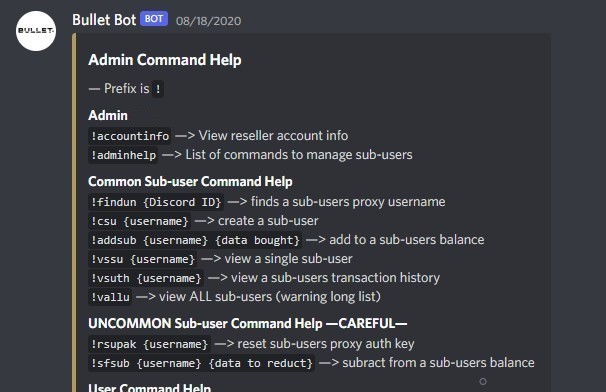 BULLET
Bullet Bot BOT 08/18/2020
Admin Command Help
— Prefix is !
Admin
!accountinfo —> View reseller account info
!adminhelp —> List of commands to manage sub-users
Common Sub-user Command Help
!findun {Discord ID} —> finds a sub-users proxy username
!csu {username} —> create a sub-user
!addsub {username} {data bought} —> add to a sub-users balance
!vssu {username} —> view a single sub-user
!vsuth {username} —> view a sub-users transaction history
!vallu —> view ALL sub-users (warning long list)
UNCOMMON Sub-user Command Help —CAREFUL—
!rsupak {username} —> reset sub-users proxy auth key
!sfsub {username} {data to reduct} —> subract from a sub-users balance
User Command Help